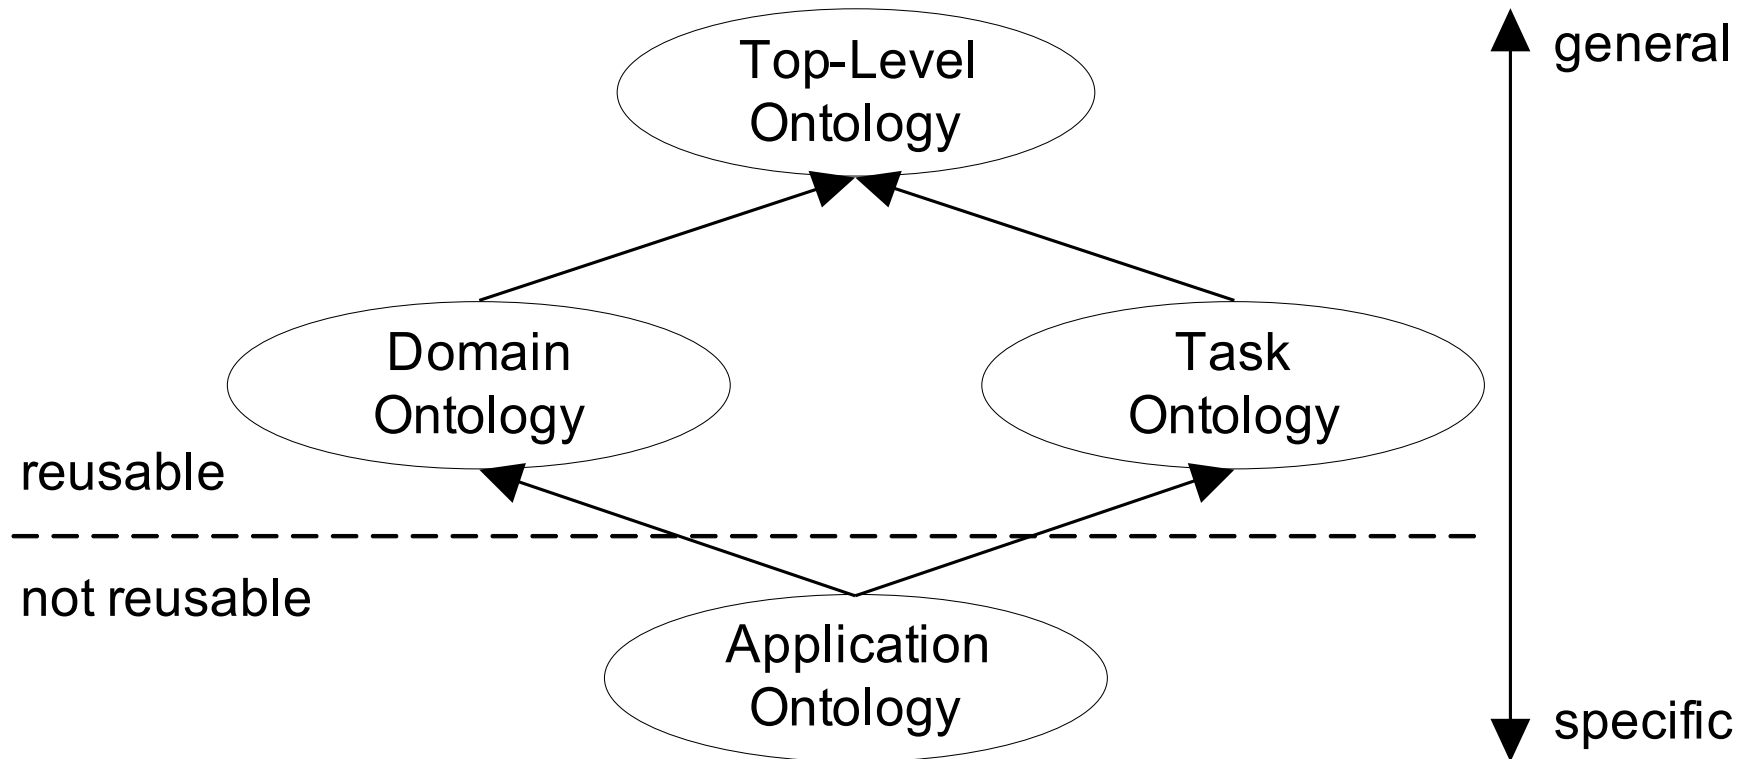 Top-Level
Ontology
general
Domain
Ontology
Task
Ontology
reusable
not reusable
Application
Ontology
specific